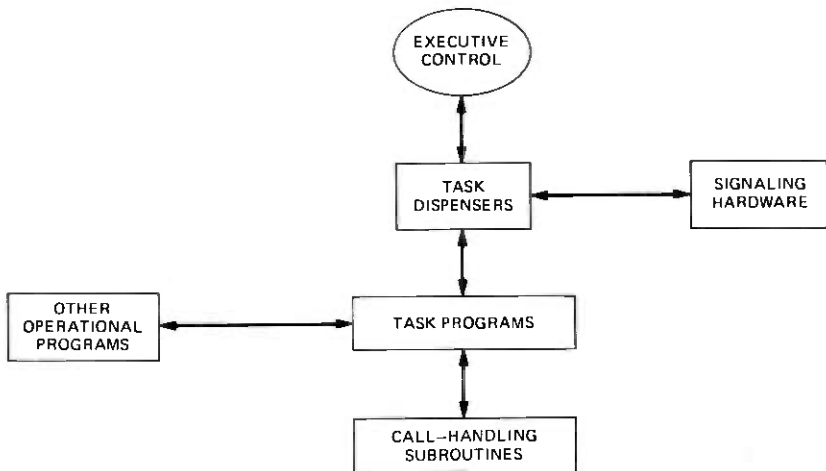 EXECUTIVE
CONTROL
TASK
DISPENSERS
SIGNALING
HARDWARE
OTHER
OPERATIONAL
PROGRAMS
TASK PROGRAMS
CALL–HANDLING
SUBROUTINES